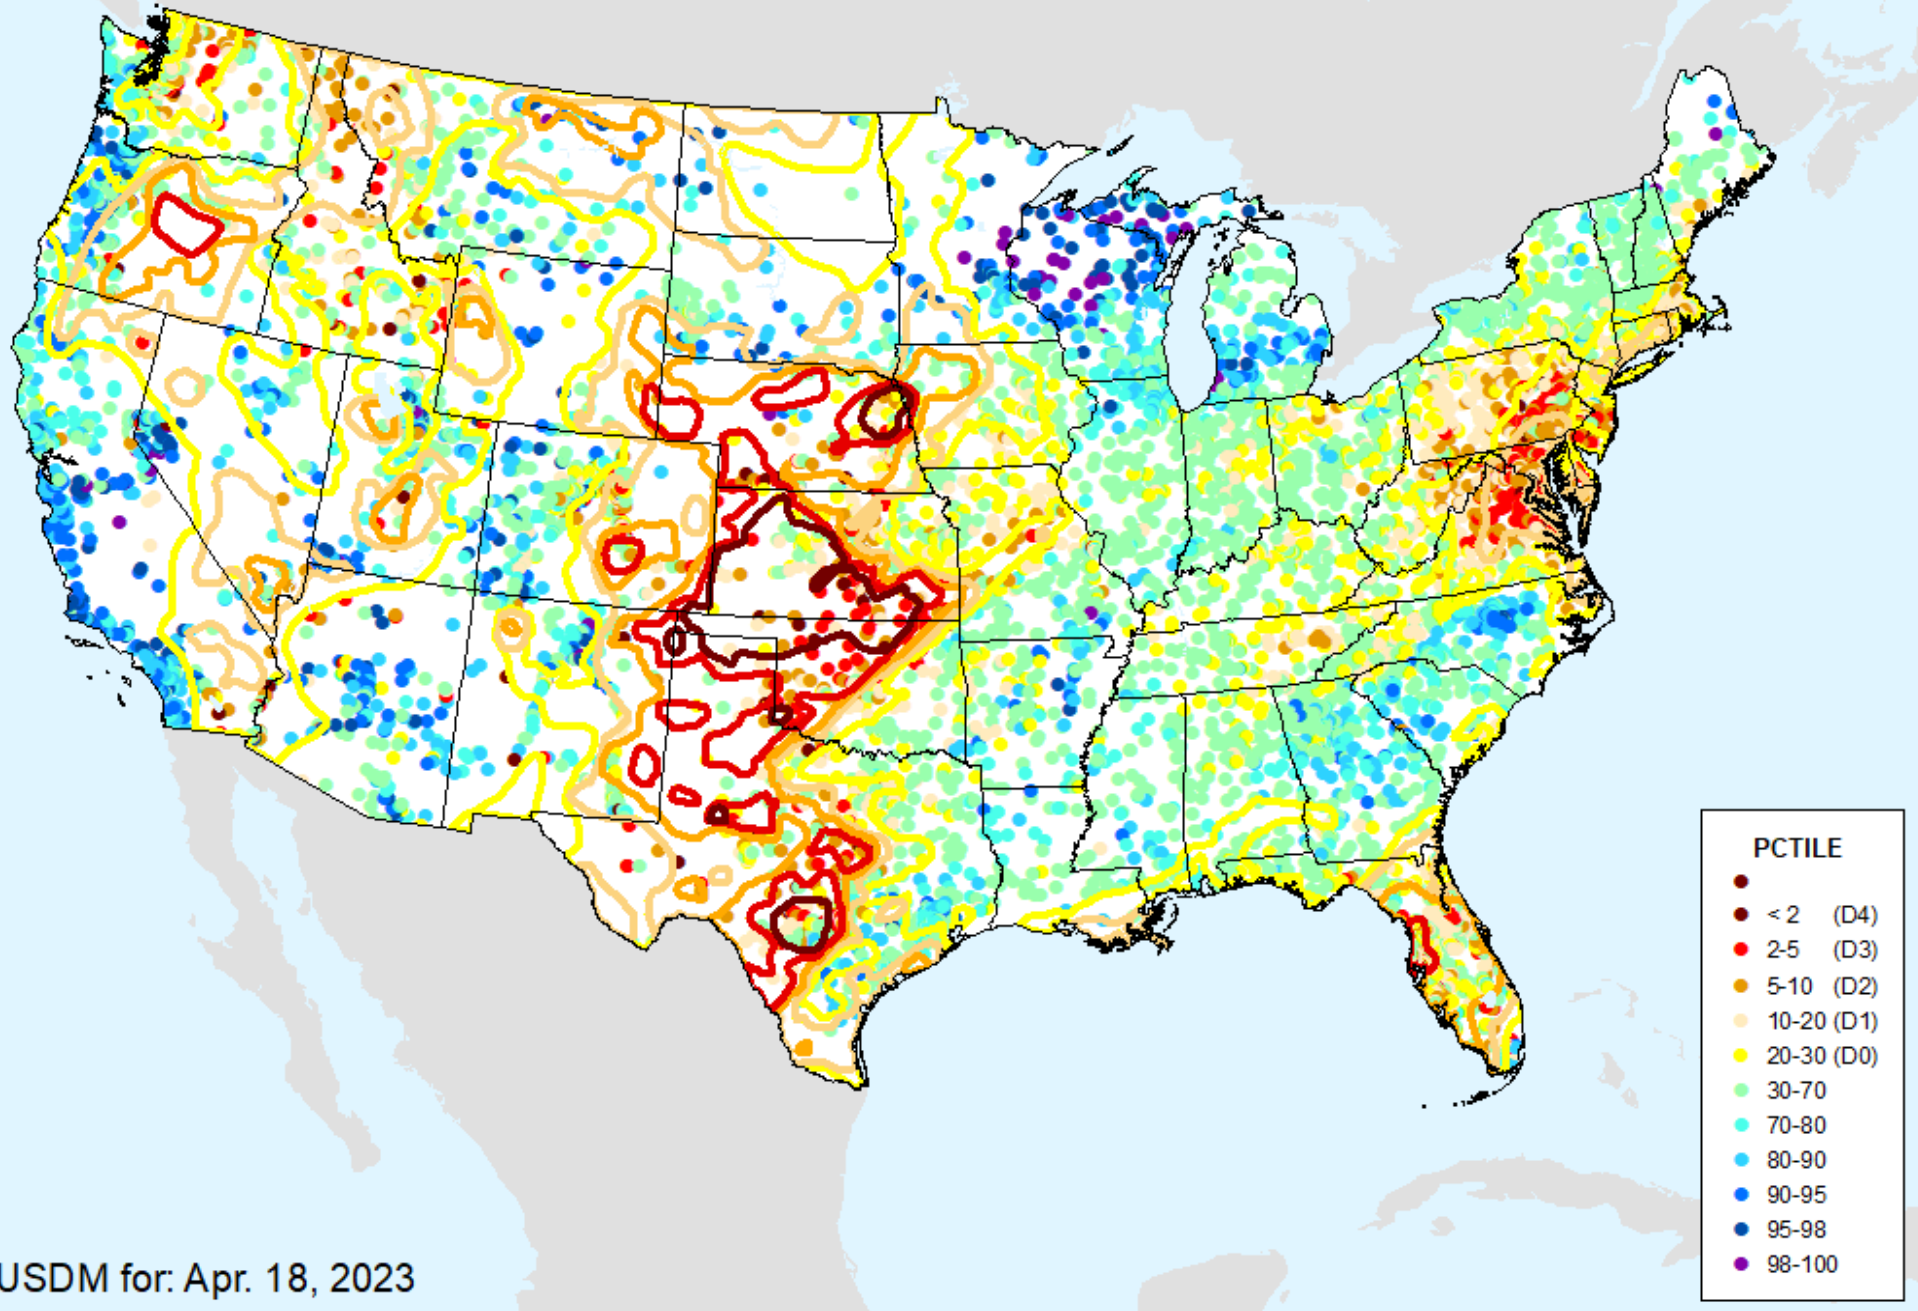 PCTILE
< 2 (D4)
2-5 (D3)
5-10 (D2)
10-20 (D1)
20-30 (D0)
30-70
70-80
80-90
90-95
95-98
98-100
USDM for: Apr. 18, 2023